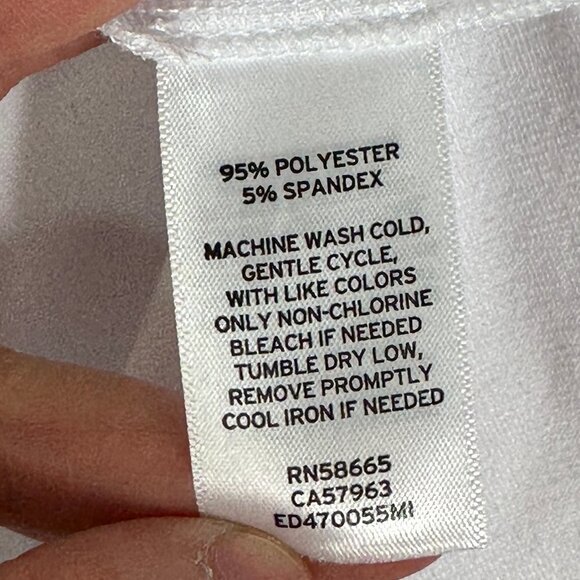 95% POLYESTER
5% SPANDEX
MACHINE WASH COLD,
GENTLE CYCLE,
WITH LIKE COLORS
ONLY NON-CHLORINE
BLEACH IF NEEDED
TUMBLE DRY LOW,
REMOVE PROMPTLY
COOL IRON IF NEEDED
RN58665
CA57963
ED470055MI